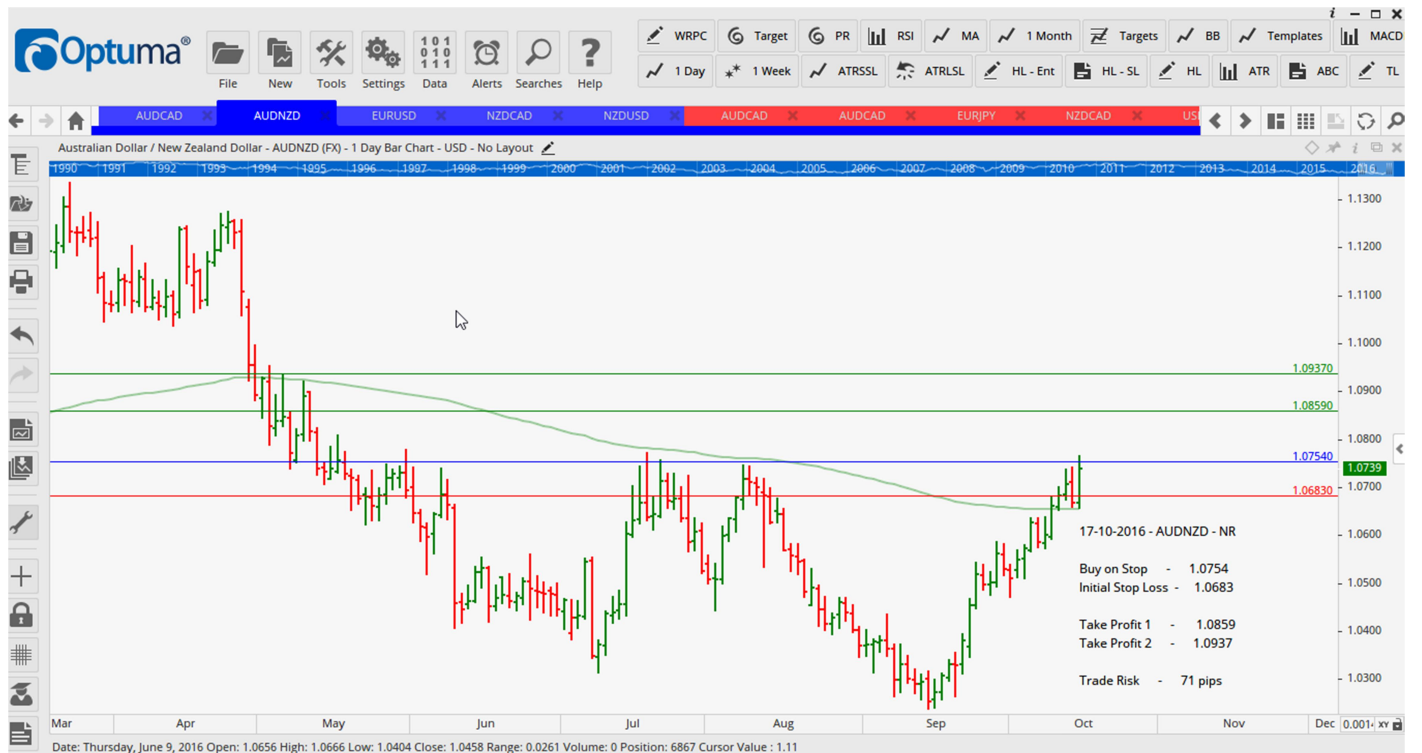 Optuma®
File New Tools Settings Data Alerts Searches Help
WRPC Target PR RSI MA 1 Month Targets BB Templates MACD
1 Day 1 Week ATRSSL ATRLSL HL - Ent HL - SL HL ATR ABC TL
AUDCAD AUDNZD EURUSD NZDCAD NZDUSD AUDCAD AUDCAD EURJPY NZDCAD
Australian Dollar / New Zealand Dollar - AUDNZD (FX) - 1 Day Bar Chart - USD - No Layout
1990 1991 1992 1993 1994 1995 1996 1997 1998 1999 2000 2001 2002 2003 2004 2005 2006 2007 2008 2009 2010 2011 2012 2013 2014 2015 2016
1.1300
1.1200
1.1100
1.1000
1.09370
1.0900
1.08590
1.0800
1.07540
1.0739
1.0700
1.06830
17-10-2016 - AUDNZD - NR
1.0600
Buy on Stop - 1.0754
1.0500
Initial Stop Loss - 1.0683
Take Profit 1 - 1.0859
1.0400
Take Profit 2 - 1.0937
Trade Risk - 71 pips
1.0300
Mar Apr May Jun Jul Aug Sep Oct Nov Dec 0.001 XY
Date: Thursday, June 9, 2016 Open: 1.0656 High: 1.0666 Low: 1.0404 Close: 1.0458 Range: 0.0261 Volume: 0 Position: 6867 Cursor Value : 1.11